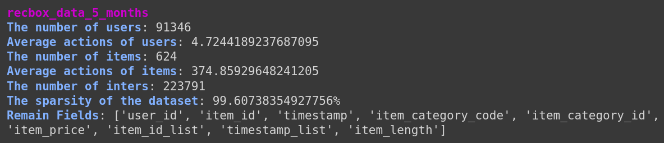 recbox_data_5_months
The number of users: 91346
Average actions of users: 4.7244189237687095
The number of items: 624
Average actions of items: 374.85929648241205
The number of inters: 223791
The sparsity of the dataset: 99.60738354927756%
Remain Fields: ['user_id', 'item_id', 'timestamp', 'item_category_code', 'item_category_id',
'item_price', 'item_id_list', 'timestamp_list', 'item_length']